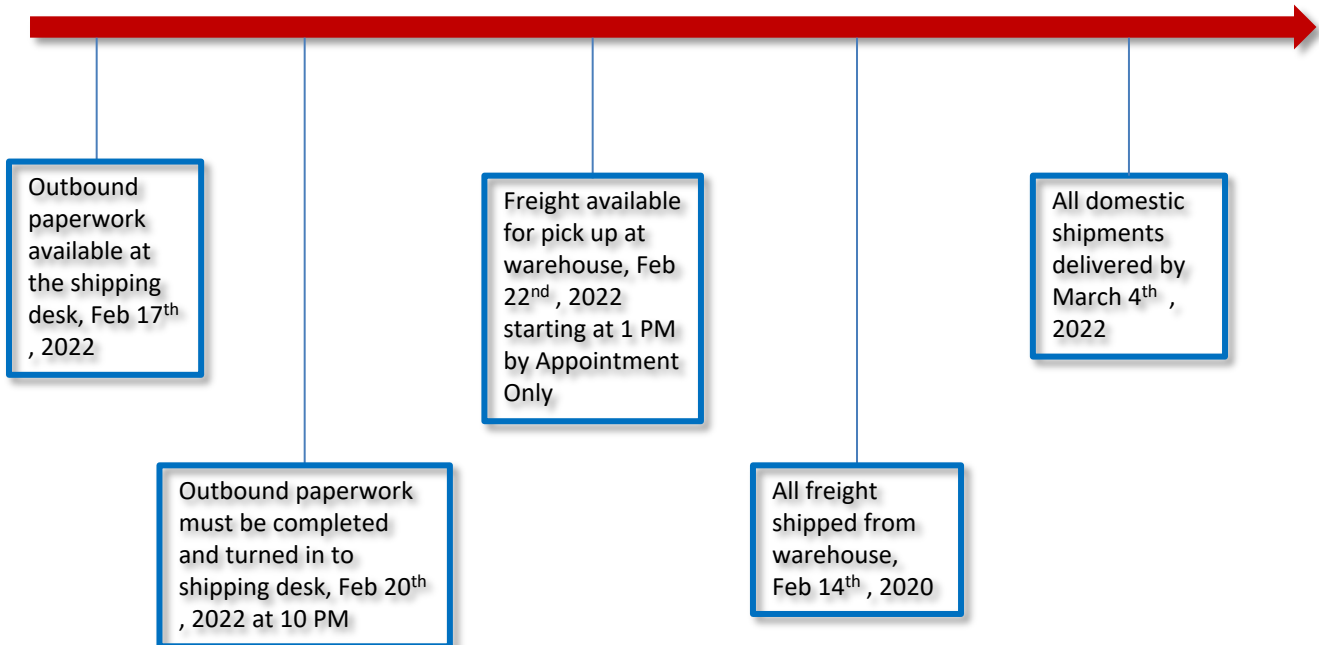 Outbound
paperwork
available at
the shipping
desk, Feb 17th
, 2022
Outbound paperwork
must be completed
and turned in to
shipping desk, Feb 20th
, 2022 at 10 PM
Freight available
for pick up at
warehouse, Feb
22nd , 2022
starting at 1 PM
by Appointment
Only
All freight
shipped from
warehouse,
Feb 14th , 2020
All domestic
shipments
delivered by
March 4th ,
2022